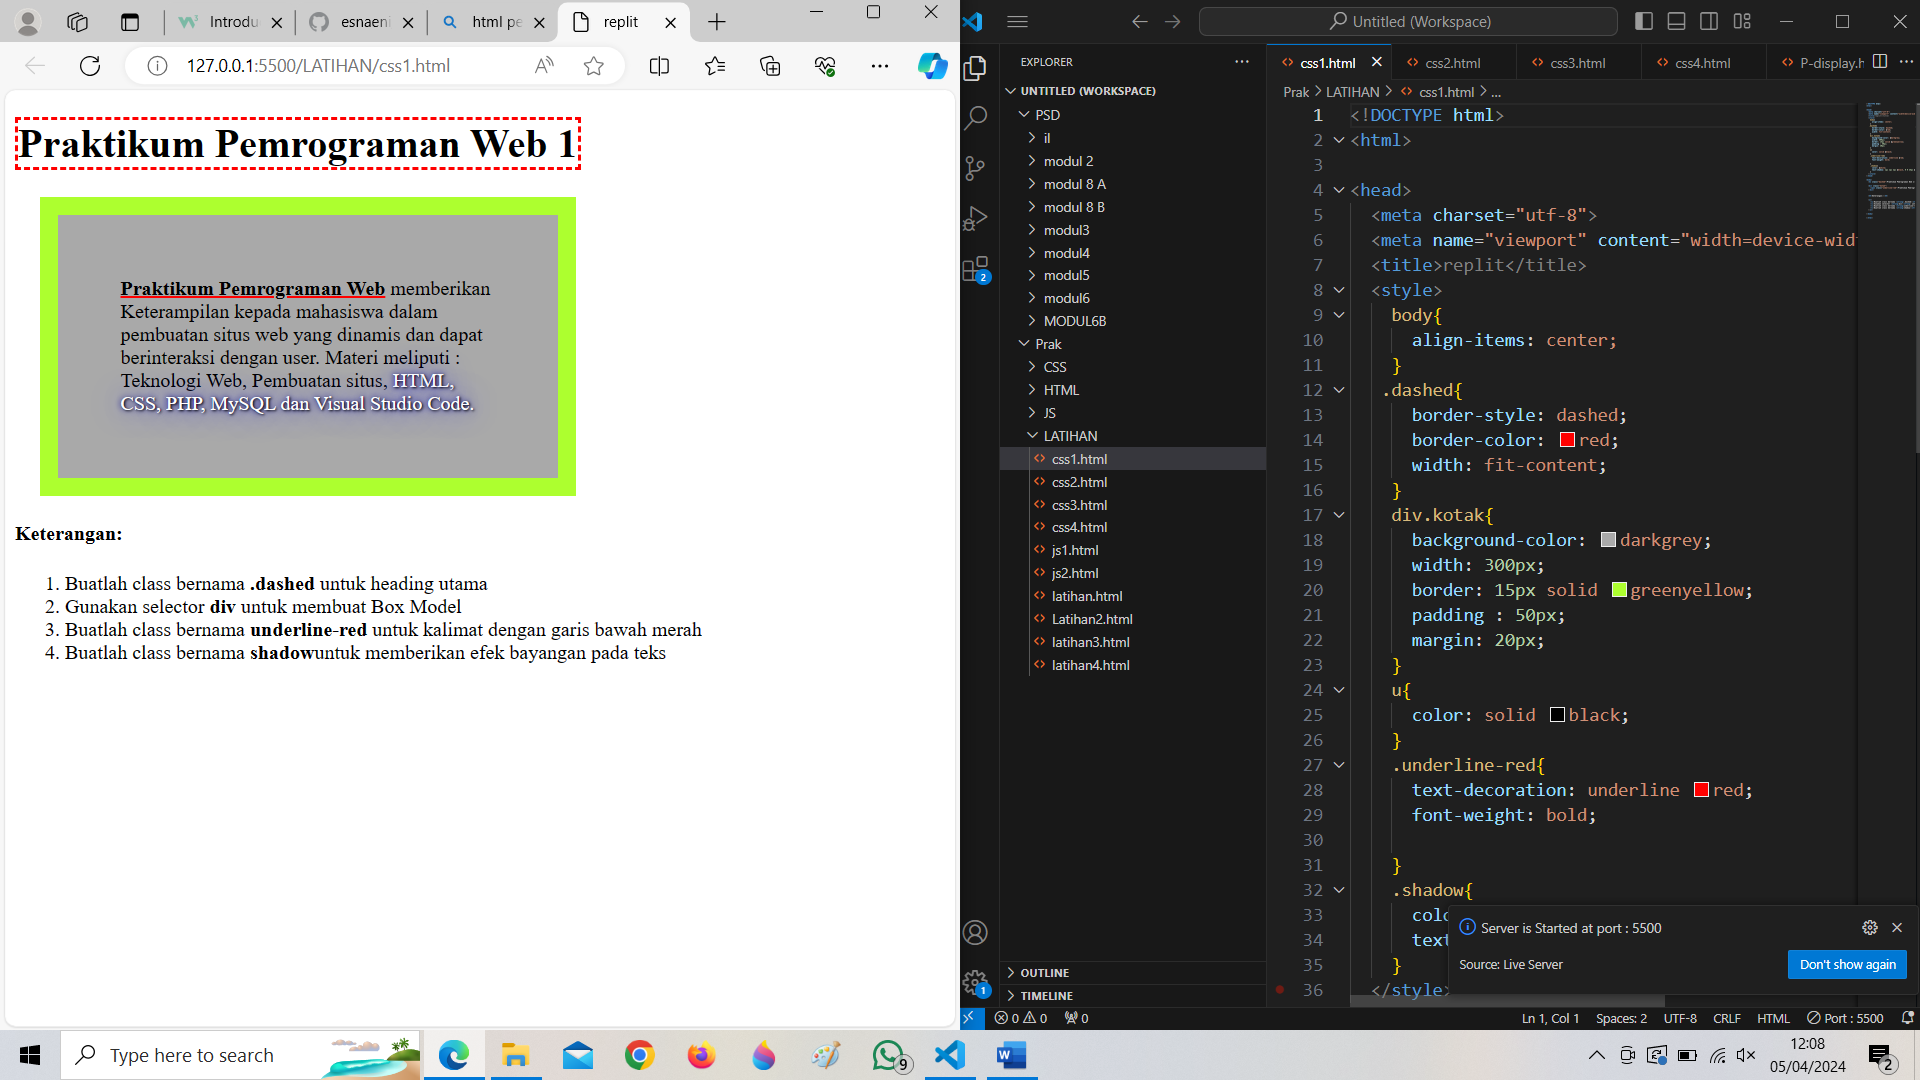 Introdu
esnaeni
html pe
replit
127.0.0.1:5500/LATIHAN/css1.html
Praktikum Pemrograman Web 1
Praktikum Pemrograman Web memberikan
Keterampilan kepada mahasiswa dalam
pembuatan situs web yang dinamis dan dapat
berinteraksi dengan user. Materi meliputi :
Teknologi Web, Pembuatan situs, HTML,
CSS, PHP, MySQL dan Visual Studio Code.
Keterangan:
1. Buatlah class bernama .dashed untuk heading utama
2. Gunakan selector div untuk membuat Box Model
3. Buatlah class bernama underline-red untuk kalimat dengan garis bawah merah
4. Buatlah class bernama shadowuntuk memberikan efek bayangan pada teks
Untitled (Workspace)
EXPLORER
UNTITLED (WORKSPACE)
PSD
il
modul 2
modul 8 A
modul 8 B
modul3
modul4
modul5
modul6
MODUL6B
Prak
CSS
HTML
JS
LATIHAN
css1.html
css2.html
css3.html
css4.html
js1.html
js2.html
latihan.html
Latihan2.html
latihan3.html
latihan4.html
OUTLINE
TIMELINE
2
1
css1.html
css2.html
css3.html
css4.html
P-display.h
Prak > LATIHAN > css1.html > ...
1 <!DOCTYPE html>
2 <html>
3
4 <head>
5 <meta charset="utf-8">
6 <meta name="viewport" content="width=device-wid
7 <title>replit</title>
8 <style>
9 body{
10 align-items: center;
11 }
12 .dashed{
13 border-style: dashed;
14 border-color: red;
15 width: fit-content;
16 }
17 div.kotak{
18 background-color: darkgrey;
19 width: 300px;
20 border: 15px solid greenyellow;
21 padding : 50px;
22 margin: 20px;
23 }
24 u{
25 color: solid black;
26 }
27 .underline-red{
28 text-decoration: underline red;
29 font-weight: bold;
30
31 }
32 .shadow{
33 colo
34 text
35 }
36 </style>
Server is Started at port : 5500
Source: Live Server
Don't show again
0 0 0
Ln 1, Col 1
Spaces: 2
UTF-8
CRLF
HTML
Port : 5500
Type here to search
9
12:08
05/04/2024
2